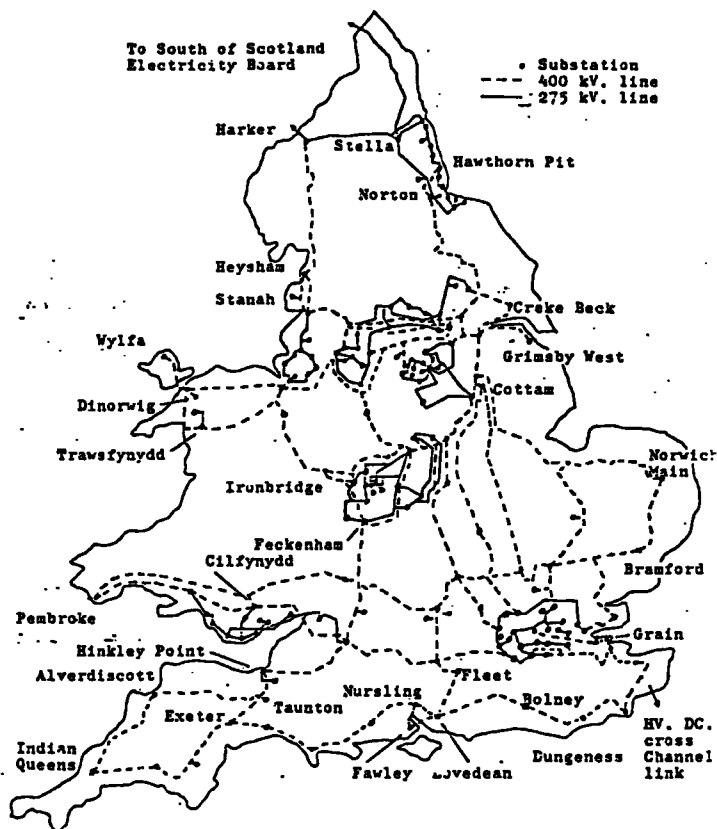 To South of Scotland
Electricity Board
Substation
400 kV. line
275 kV. line
Harker
Stella
Hawthorn Pit
Norton
Heysham
Stanah
Creke Beck
Wylfa
Grimsby West
Cottam
Dinorwig
Trawsfynydd
Norwich
Main
Ironbridge
Feckenham
Cilfynydd
Bramford
Pembroke
Grain
Hinkley Point
Alverdiscott
Fleet
Nursling
Taunton
Bolney
Exeter
Indian
Queens
HV. DC.
cross
Channel
link
Dungeness
Fawley Lovedean